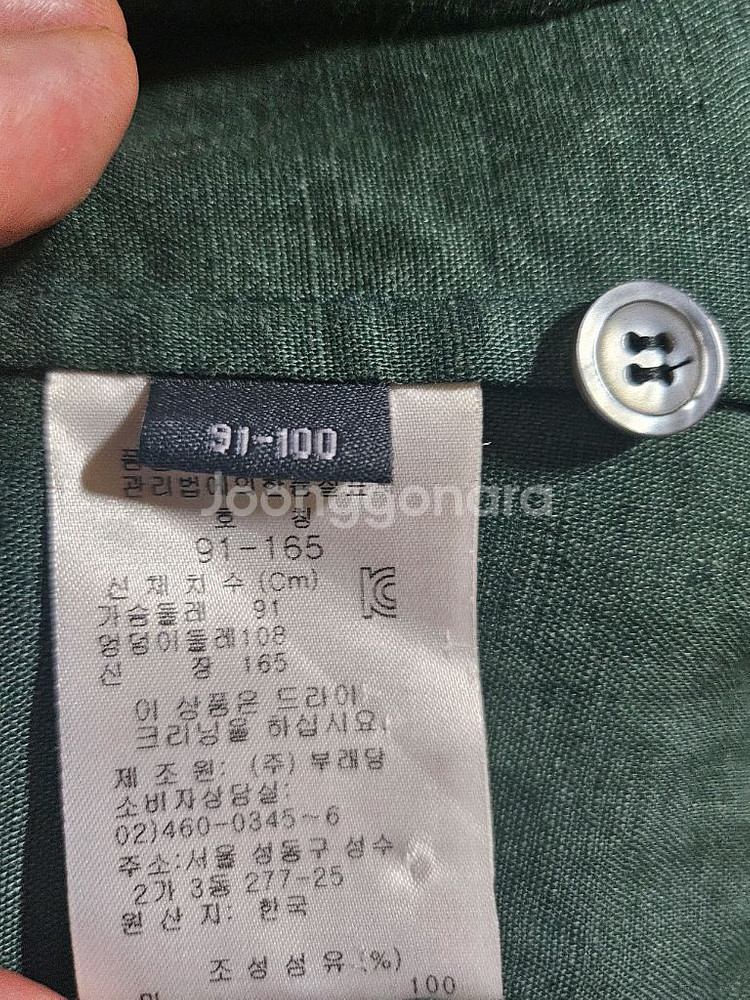 91-100
관리법에의한품질표
Joonggonara
호 칭
91-165
신체치수(Cm)
가슴둘레 91
엉덩이둘레108
신 장 165
이 상품은 드라이
크리닝을 하십시요.
제 조원: (주) 부래당
소비자상담실:
02)460-0345~6
주소:서울 성동구 성수
2가 3동 277-25
원 산 지: 한국
조성섬유(%)
100